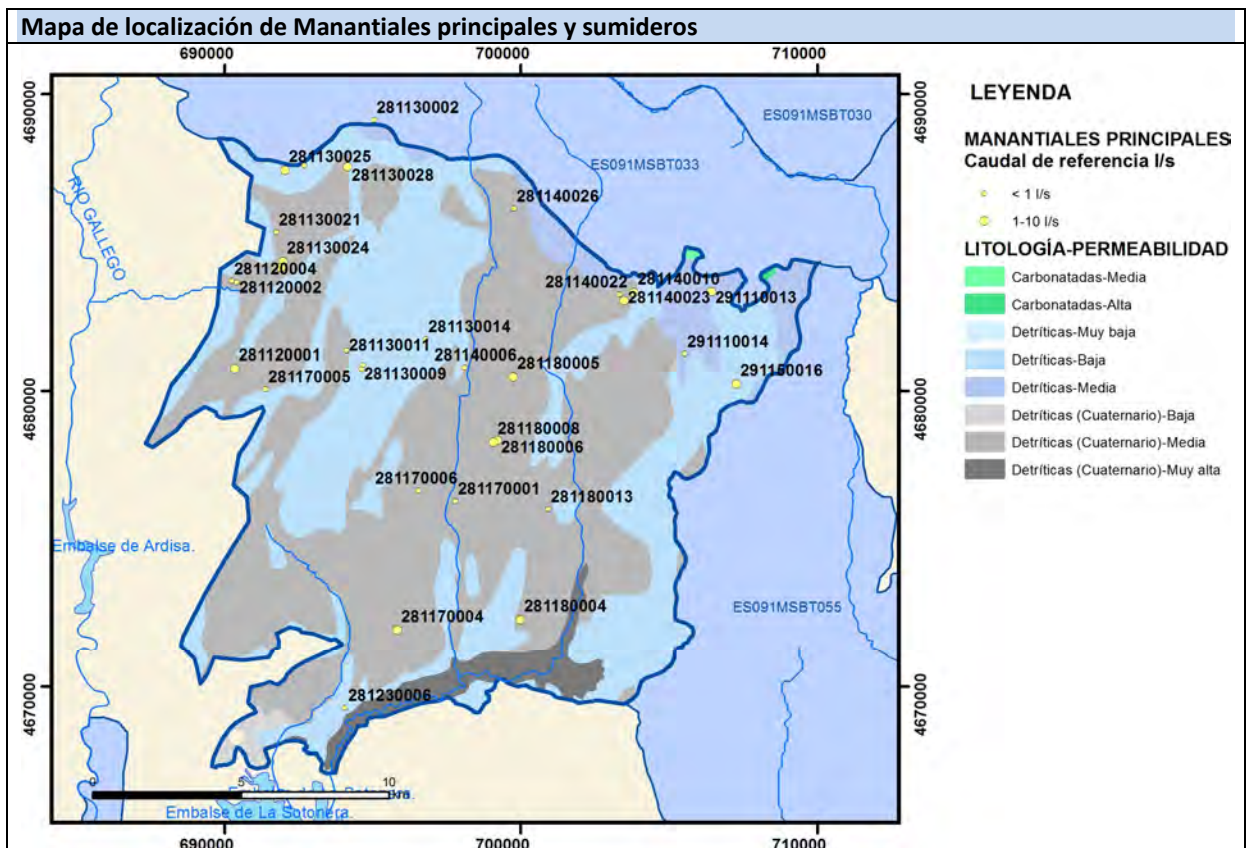 Mapa de localización de Manantiales principales y sumideros
690000
700000
710000
4690000
4690000
ES091MSBT030
281130002
ES091MSBT033
281130025
281130028
281140026
RIO GALLEGO
281130021
281130024
281120004
281120002
281140022
281140010
281140023
291110013
281130014
281130011
281140006
281180005
291110014
281120001
281130009
291150016
281170005
4680000
4680000
281180008
281180006
281170006
281170001
281180013
Embalse de Ardisa.
ES091MSBT055
281170004
281180004
281230006
4670000
4670000
0
5
10
Embalse de La Sotonera.
690000
700000
710000
LEYENDA
MANANTIALES PRINCIPALES
Caudal de referencia l/s
< 1 l/s
1-10 l/s
LITOLOGÍA-PERMEABILIDAD
Carbonatadas-Media
Carbonatadas-Alta
Detríticas-Muy baja
Detríticas-Baja
Detríticas-Media
Detríticas (Cuaternario)-Baja
Detríticas (Cuaternario)-Media
Detríticas (Cuaternario)-Muy alta